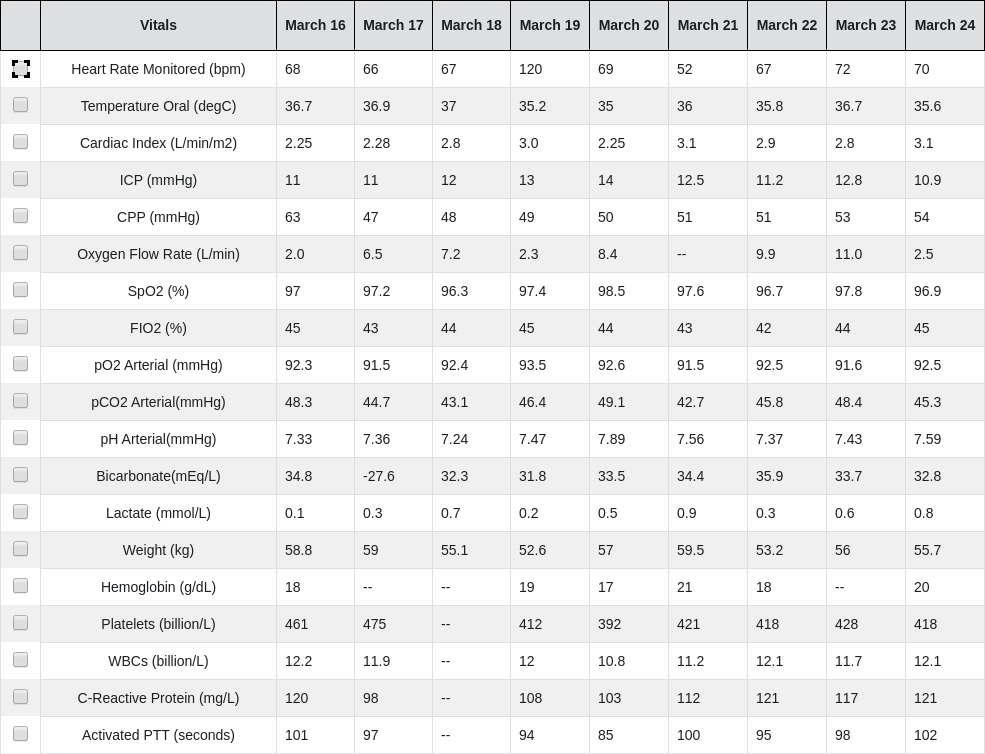 Vitals March 16 March 17 March 18 March 19 March 20 March 21 March 22 March 23 March 24
Heart Rate Monitored (bpm) 68 66 67 120 69 52 67 72 70
Temperature Oral (degC) 36.7 36.9 37 35.2 35 36 35.8 36.7 35.6
Cardiac Index (L/min/m2) 2.25 2.28 2.8 3.0 2.25 3.1 2.9 2.8 3.1
ICP (mmHg) 11 11 12 13 14 12.5 11.2 12.8 10.9
CPP (mmHg) 63 47 48 49 50 51 51 53 54
Oxygen Flow Rate (L/min) 2.0 6.5 7.2 2.3 8.4 -- 9.9 11.0 2.5
SpO2 (%) 97 97.2 96.3 97.4 98.5 97.6 96.7 97.8 96.9
FIO2 (%) 45 43 44 45 44 43 42 44 45
pO2 Arterial (mmHg) 92.3 91.5 92.4 93.5 92.6 91.5 92.5 91.6 92.5
pCO2 Arterial(mmHg) 48.3 44.7 43.1 46.4 49.1 42.7 45.8 48.4 45.3
pH Arterial(mmHg) 7.33 7.36 7.24 7.47 7.89 7.56 7.37 7.43 7.59
Bicarbonate(mEq/L) 34.8 -27.6 32.3 31.8 33.5 34.4 35.9 33.7 32.8
Lactate (mmol/L) 0.1 0.3 0.7 0.2 0.5 0.9 0.3 0.6 0.8
Weight (kg) 58.8 59 55.1 52.6 57 59.5 53.2 56 55.7
Hemoglobin (g/dL) 18 -- -- 19 17 21 18 -- 20
Platelets (billion/L) 461 475 -- 412 392 421 418 428 418
WBCs (billion/L) 12.2 11.9 -- 12 10.8 11.2 12.1 11.7 12.1
C-Reactive Protein (mg/L) 120 98 -- 108 103 112 121 117 121
Activated PTT (seconds) 101 97 -- 94 85 100 95 98 102